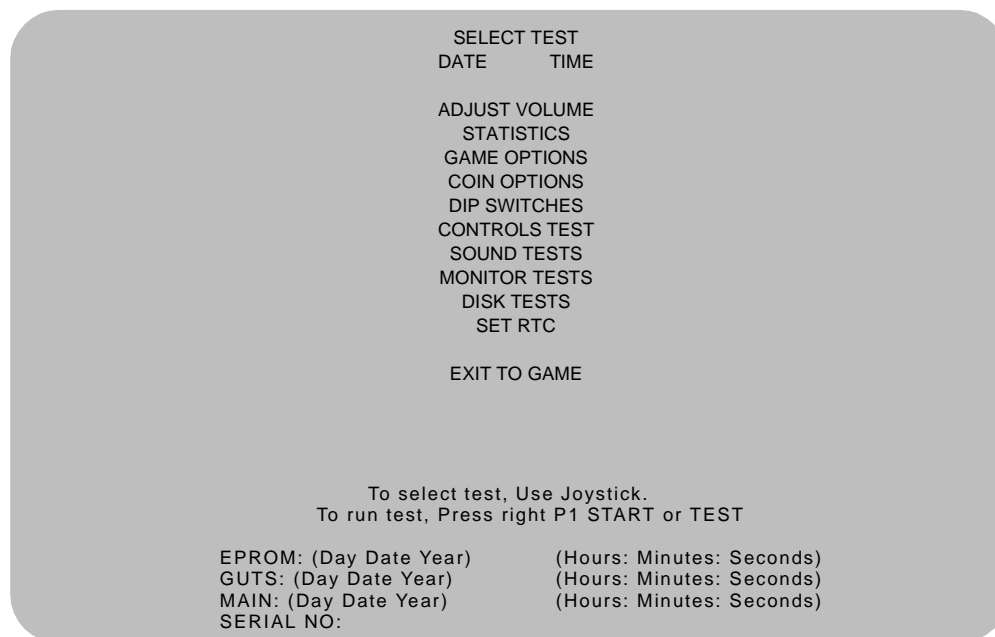 SELECT TEST
DATE TIME
ADJUST VOLUME
STATISTICS
GAME OPTIONS
COIN OPTIONS
DIP SWITCHES
CONTROLS TEST
SOUND TESTS
MONITOR TESTS
DISK TESTS
SET RTC
EXIT TO GAME
To select test, Use Joystick.
To run test, Press right P1 START or TEST
EPROM: (Day Date Year) (Hours: Minutes: Seconds)
GUTS: (Day Date Year) (Hours: Minutes: Seconds)
MAIN: (Day Date Year) (Hours: Minutes: Seconds)
SERIAL NO: